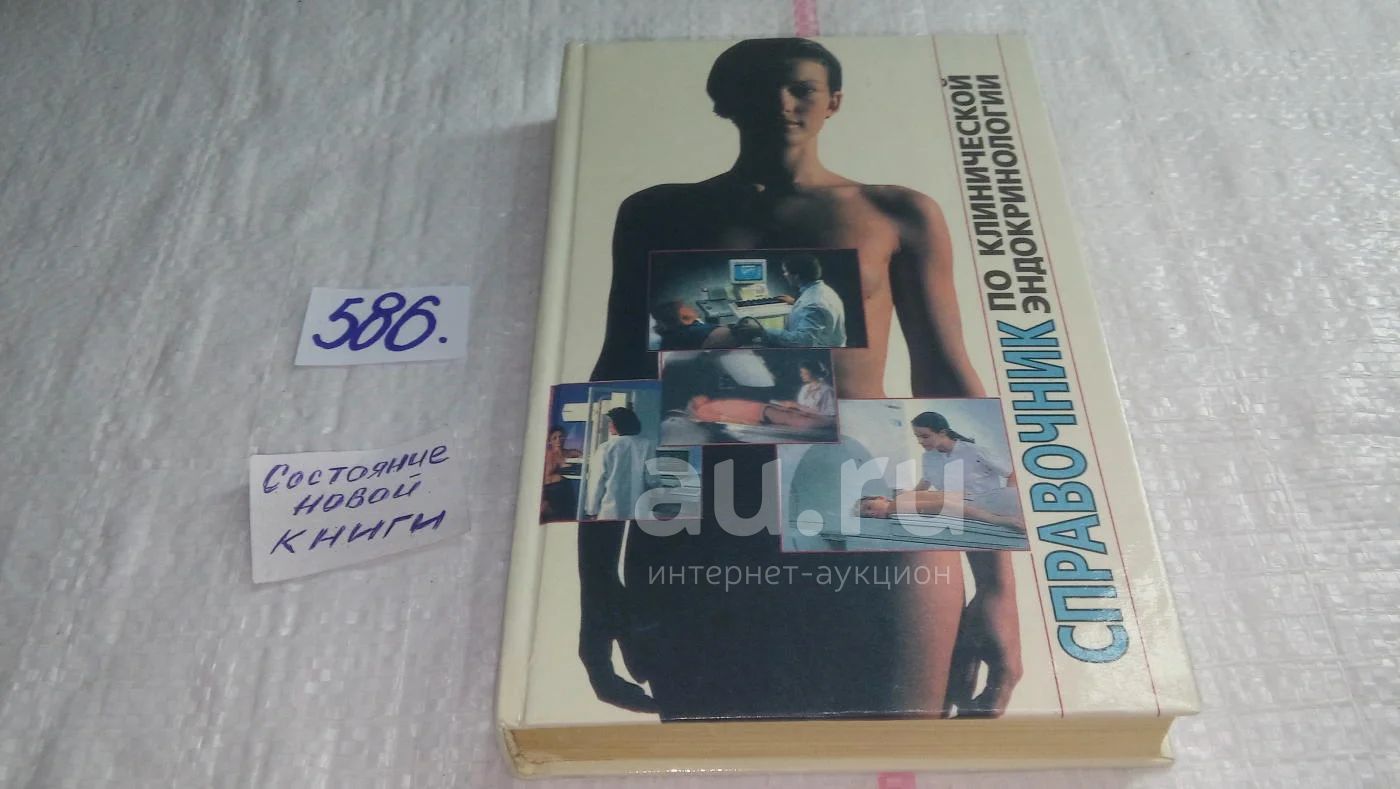 586.
Состояние
новой
книги
СПРАВОЧНИК
ПО КЛИНИЧЕСКОЙ
ЭНДОКРИНОЛОГИИ
au.ru
интернет-аукцион